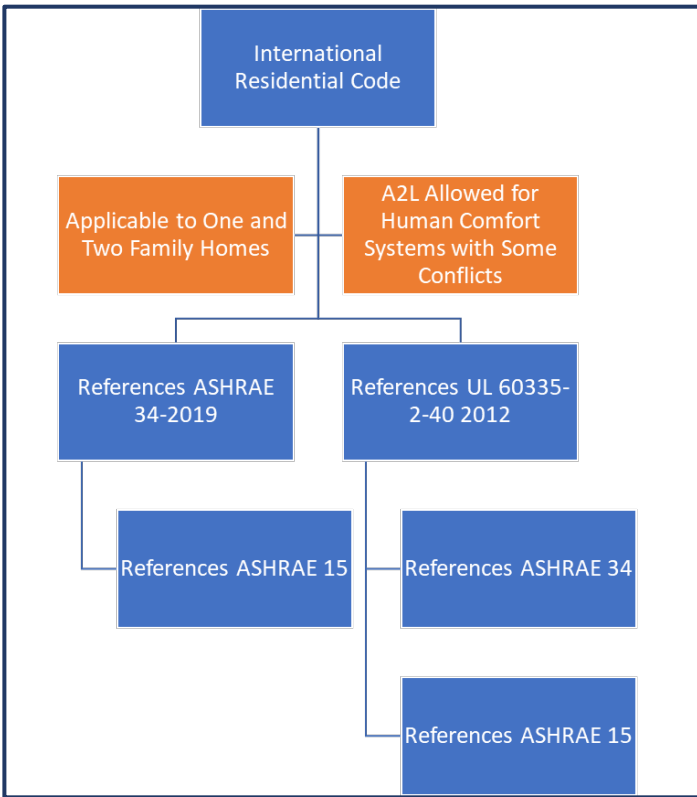 International
Residential Code
Applicable to One and
Two Family Homes
A2L Allowed for
Human Comfort
Systems with Some
Conflicts
References ASHRAE
34-2019
References UL 60335-
2-40 2012
References ASHRAE 15
References ASHRAE 34
References ASHRAE 15